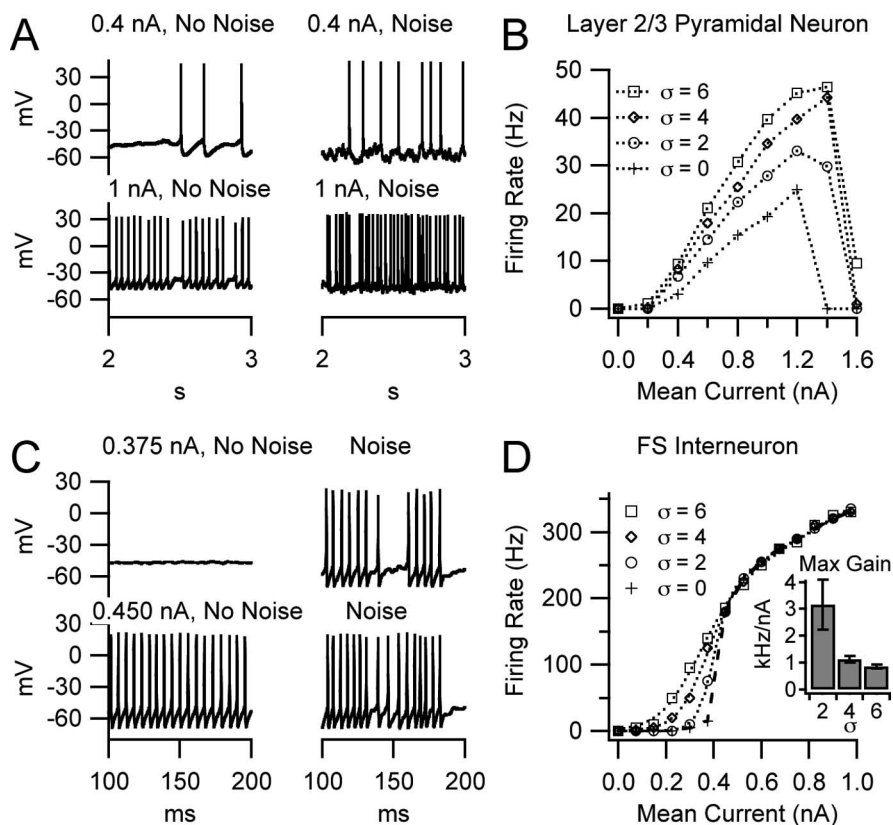 A
0.4 nA, No Noise
0.4 nA, Noise
mV
30
0
-30
-60
1 nA, No Noise
1 nA, Noise
mV
30
0
-30
-60
2
3
2
3
s
s
B
Layer 2/3 Pyramidal Neuron
Firing Rate (Hz)
50
40
30
20
10
0
σ = 6
σ = 4
σ = 2
σ = 0
0.0
0.4
0.8
1.2
1.6
Mean Current (nA)
C
0.375 nA, No Noise
Noise
mV
30
0
-30
-60
0.450 nA, No Noise
Noise
mV
30
0
-30
-60
100
150
200
100
150
200
ms
ms
D
FS Interneuron
Firing Rate (Hz)
300
200
100
0
σ = 6
σ = 4
σ = 2
σ = 0
Max Gain
kHz/nA
4
3
2
1
0
2
4
6
σ
0.0
0.2
0.4
0.6
0.8
1.0
Mean Current (nA)